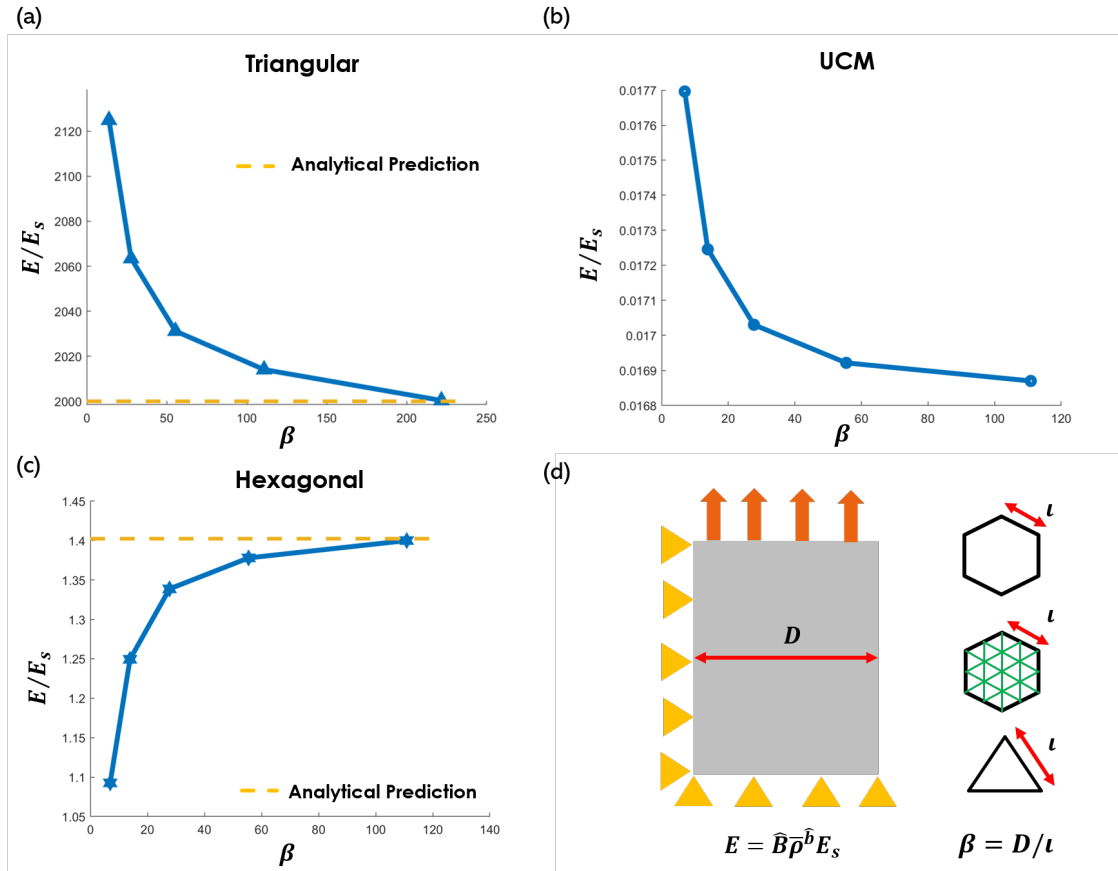 (a)
Triangular
2120
2100
2080
2060
2040
2020
2000
0
50
100
150
200
250
E/E_s
β
Analytical Prediction
(b)
UCM
0.0177
0.0176
0.0175
0.0174
0.0173
0.0172
0.0171
0.017
0.0169
0.0168
0
20
40
60
80
100
120
E/E_s
β
(c)
Hexagonal
1.45
1.4
1.35
1.3
1.25
1.2
1.15
1.1
1.05
0
20
40
60
80
100
120
140
E/E_s
β
Analytical Prediction
(d)
D
ι
ι
ι
E = B̂ρ̄^b̂ E_s
β = D/ι